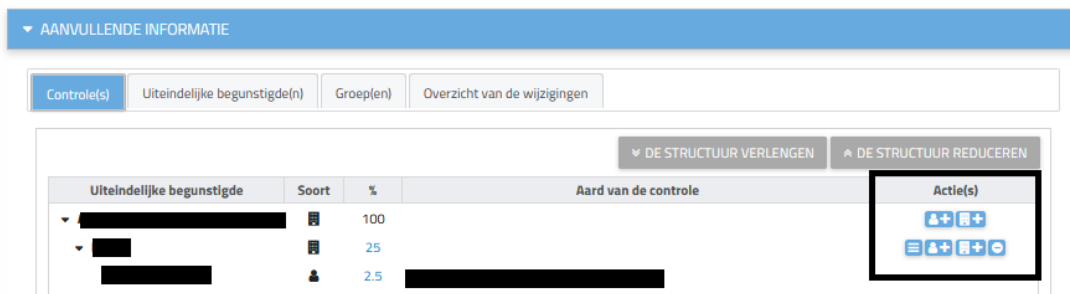 AANVULLENDE INFORMATIE
Controle(s) Uiteindelijke begunstigde(n) Groep(en) Overzicht van de wijzigingen
DE STRUCTUUR VERLENGEN DE STRUCTUUR REDUCEREN
Uiteindelijke begunstigde Soort % Aard van de controle Actie(s)
100
25
2.5